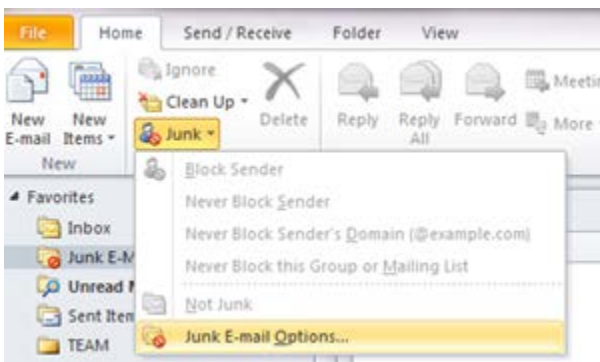 File Home Send / Receive Folder View
Ignore
Clean Up
Junk
Delete
New E-mail
New Items
Reply
Reply All
Forward
More
New
Favorites
Inbox
Junk E-M
Unread
Sent Item
TEAM
Block Sender
Never Block Sender
Never Block Sender's Domain (@example.com)
Never Block this Group or Mailing List
Not Junk
Junk E-mail Options...